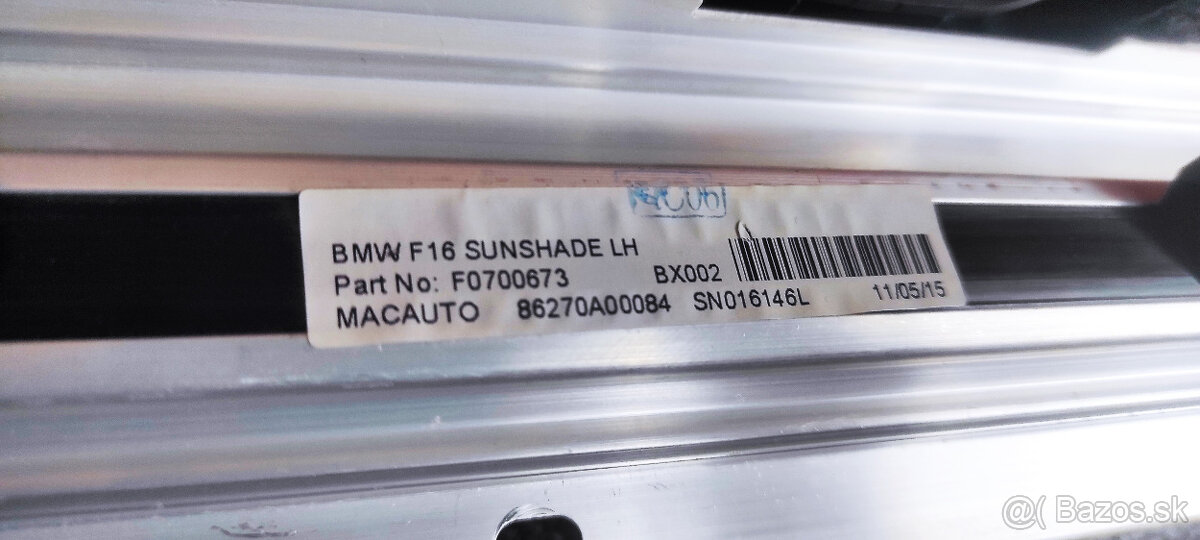 BMW F16 SUNSHADE LH
Part No: F0700673 BX002
MACAUTO 86270A00084 SN016146L 11/05/15
@( Bazos.sk